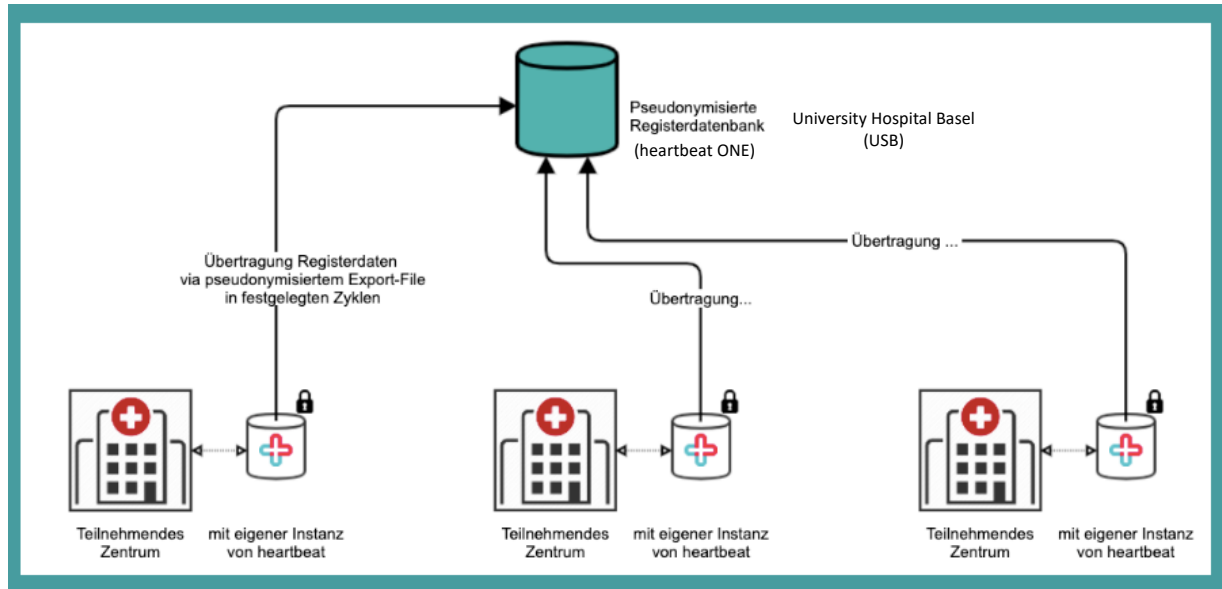 Pseudonymisierte
Registerdatenbank
(heartbeat ONE)
University Hospital Basel
(USB)
Übertragung ...
Übertragung Registerdaten
via pseudonymisiertem Export-File
in festgelegten Zyklen
Übertragung...
Teilnehmendes
Zentrum
mit eigener Instanz
von heartbeat
Teilnehmendes
Zentrum
mit eigener Instanz
von heartbeat
Teilnehmendes
Zentrum
mit eigener Instanz
von heartbeat